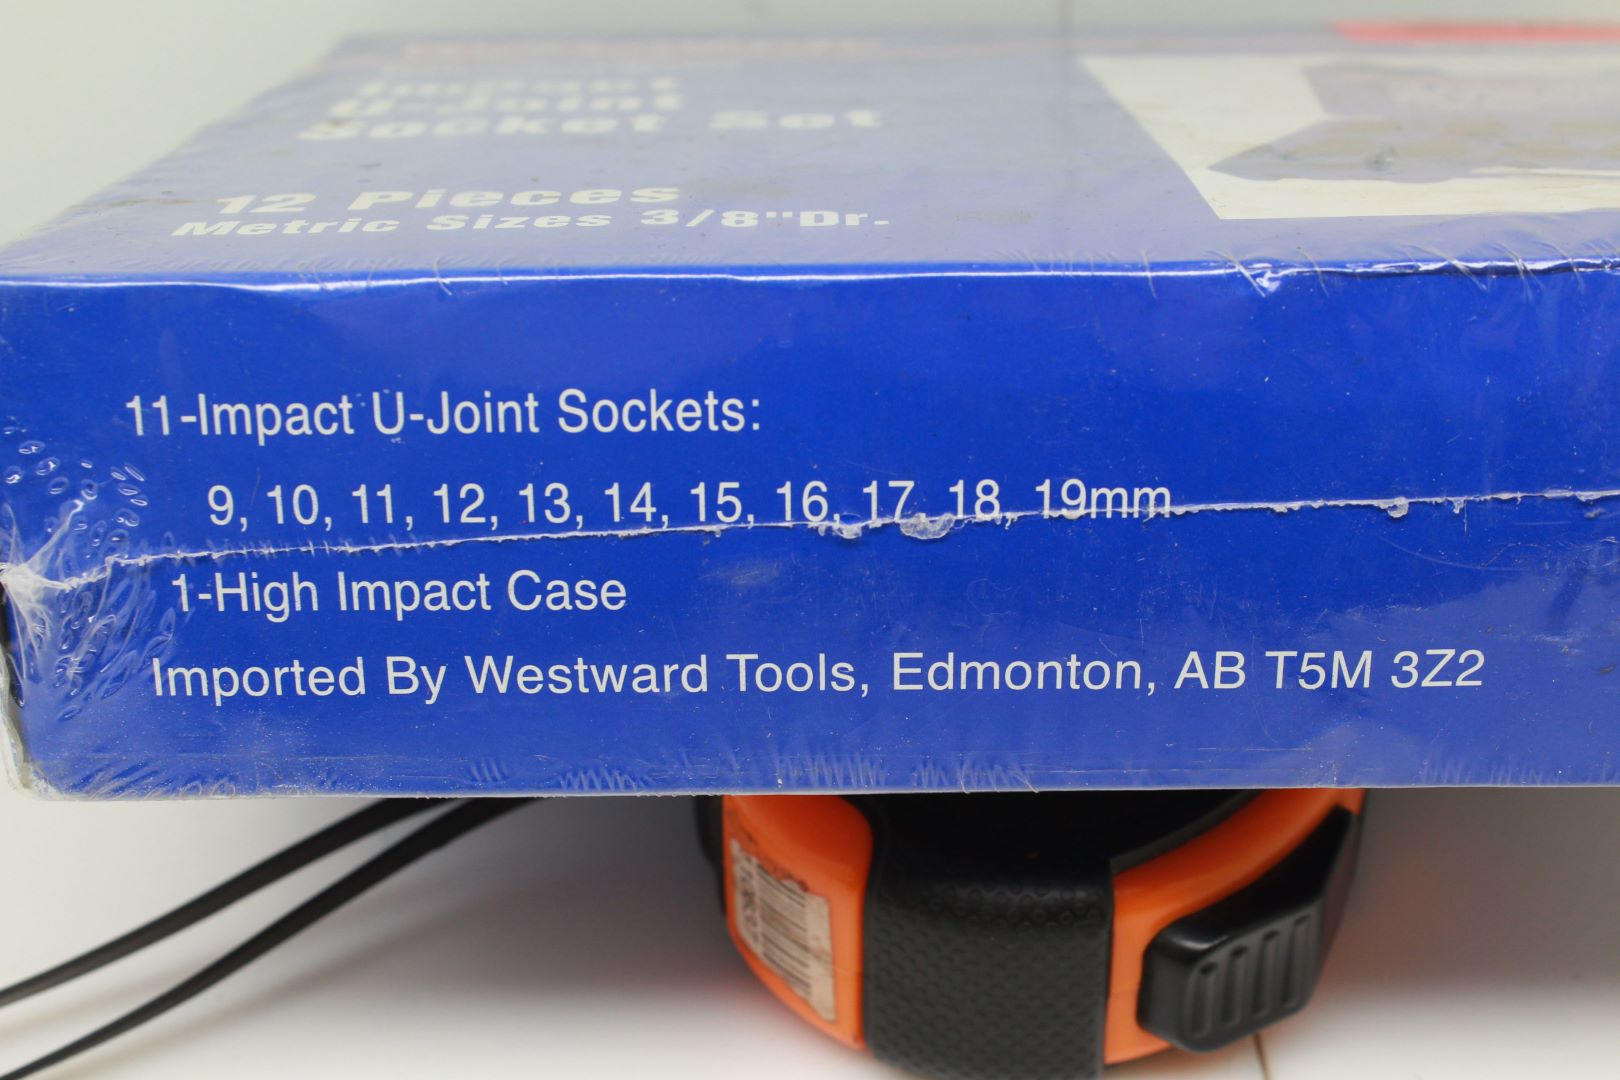 Impact
U-Joint
Socket Set
12 Pieces
Metric Sizes 3/8"Dr.
11-Impact U-Joint Sockets:
9, 10, 11, 12, 13, 14, 15, 16, 17, 18, 19mm
1-High Impact Case
Imported By Westward Tools, Edmonton, AB T5M 3Z2